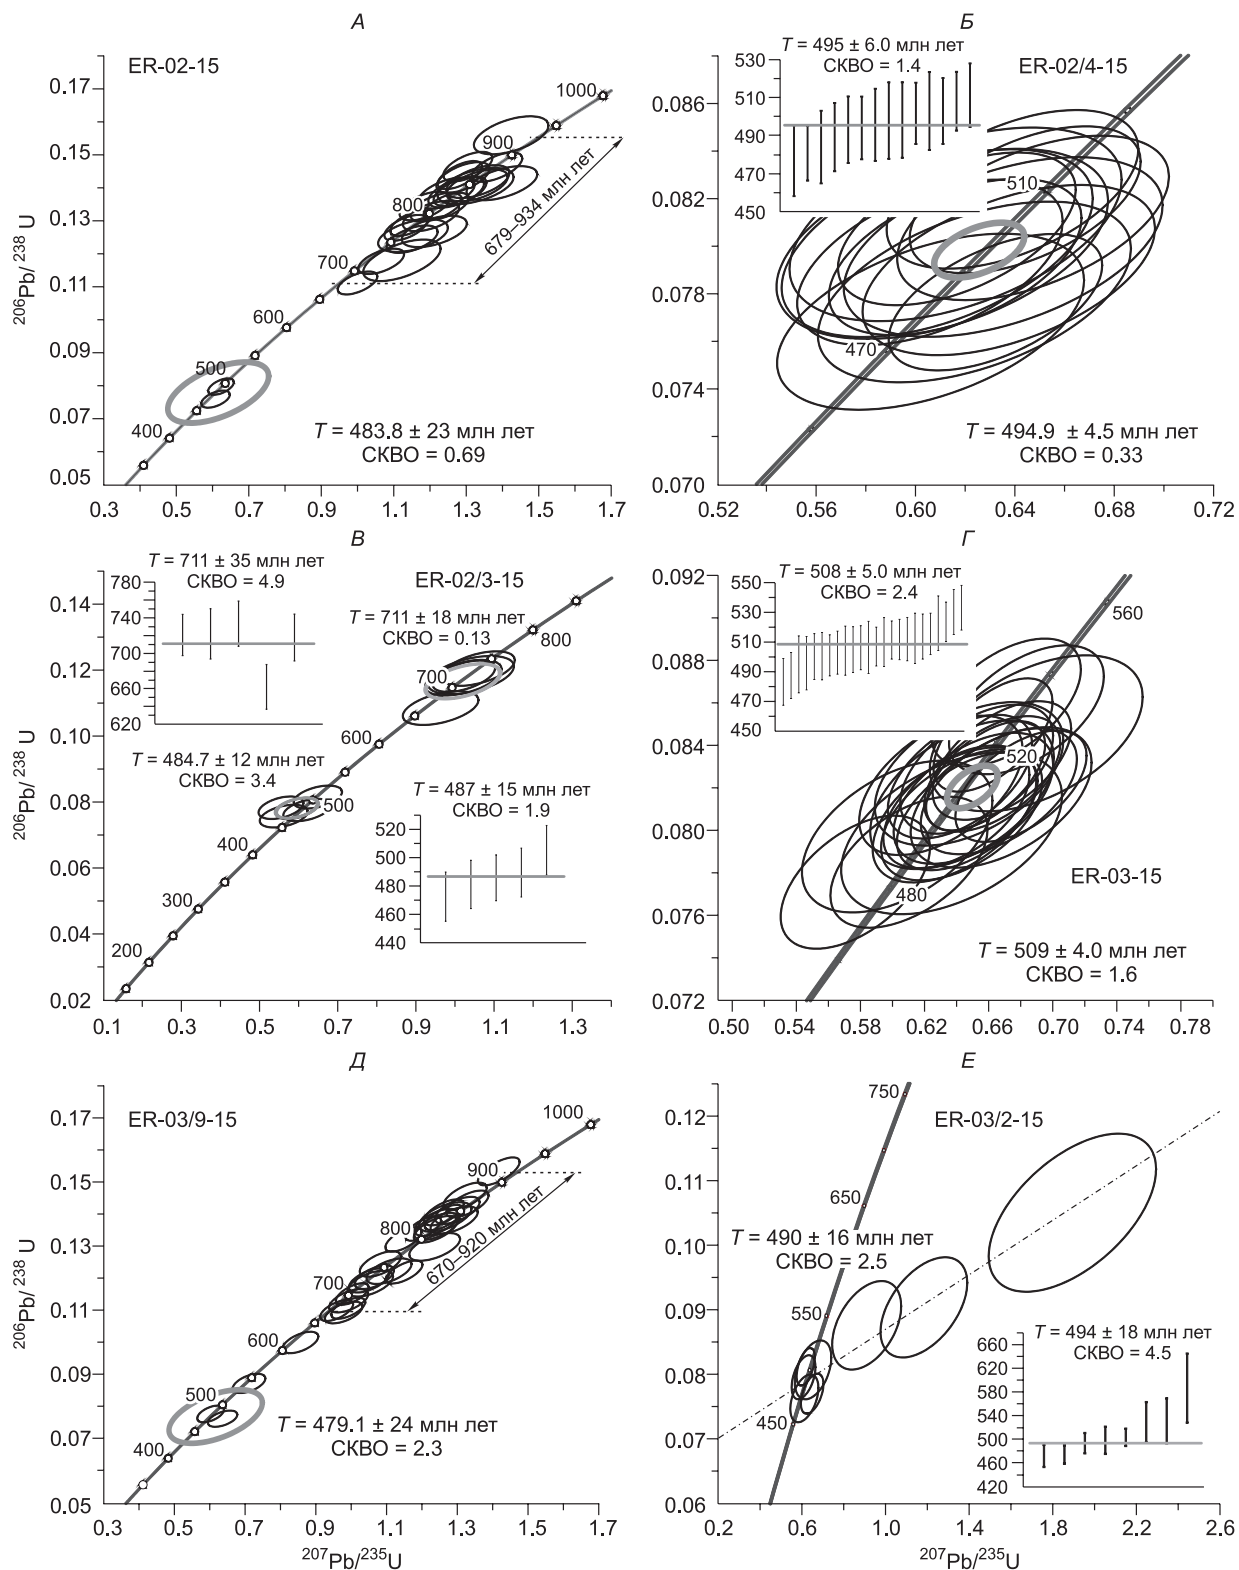 А
ER-02-15
0.17
0.15
0.13
0.11
0.09
0.07
0.05
206Pb/238 U
1000
900
800
700
600
500
400
679–934 млн лет
T = 483.8 ± 23 млн лет
СКВО = 0.69
0.3 0.5 0.7 0.9 1.1 1.3 1.5 1.7
Б
T = 495 ± 6.0 млн лет
СКВО = 1.4
530
510
490
470
450
ER-02/4-15
0.086
0.082
0.078
0.074
0.070
510
470
T = 494.9 ± 4.5 млн лет
СКВО = 0.33
0.52 0.56 0.60 0.64 0.68 0.72
В
T = 711 ± 35 млн лет
СКВО = 4.9
780
740
700
660
620
ER-02/3-15
T = 711 ± 18 млн лет
СКВО = 0.13
0.14
0.12
0.10
0.08
0.06
0.04
0.02
206Pb/238 U
800
700
600
500
400
300
200
T = 484.7 ± 12 млн лет
СКВО = 3.4
T = 487 ± 15 млн лет
СКВО = 1.9
520
500
480
460
440
0.1 0.3 0.5 0.7 0.9 1.1 1.3
Г
T = 508 ± 5.0 млн лет
СКВО = 2.4
550
530
510
490
470
450
0.092
0.088
0.084
0.080
0.076
0.072
560
520
480
ER-03-15
T = 509 ± 4.0 млн лет
СКВО = 1.6
0.50 0.54 0.58 0.62 0.66 0.70 0.74 0.78
Д
ER-03/9-15
0.17
0.15
0.13
0.11
0.09
0.07
0.05
206Pb/238 U
1000
900
800
700
600
500
400
670–920 млн лет
T = 479.1 ± 24 млн лет
СКВО = 2.3
0.3 0.5 0.7 0.9 1.1 1.3 1.5 1.7
207Pb/235U
Е
ER-03/2-15
0.12
0.11
0.10
0.09
0.08
0.07
0.06
750
650
550
450
T = 490 ± 16 млн лет
СКВО = 2.5
T = 494 ± 18 млн лет
СКВО = 4.5
660
620
580
540
500
460
420
0.2 0.6 1.0 1.4 1.8 2.2 2.6
207Pb/235U